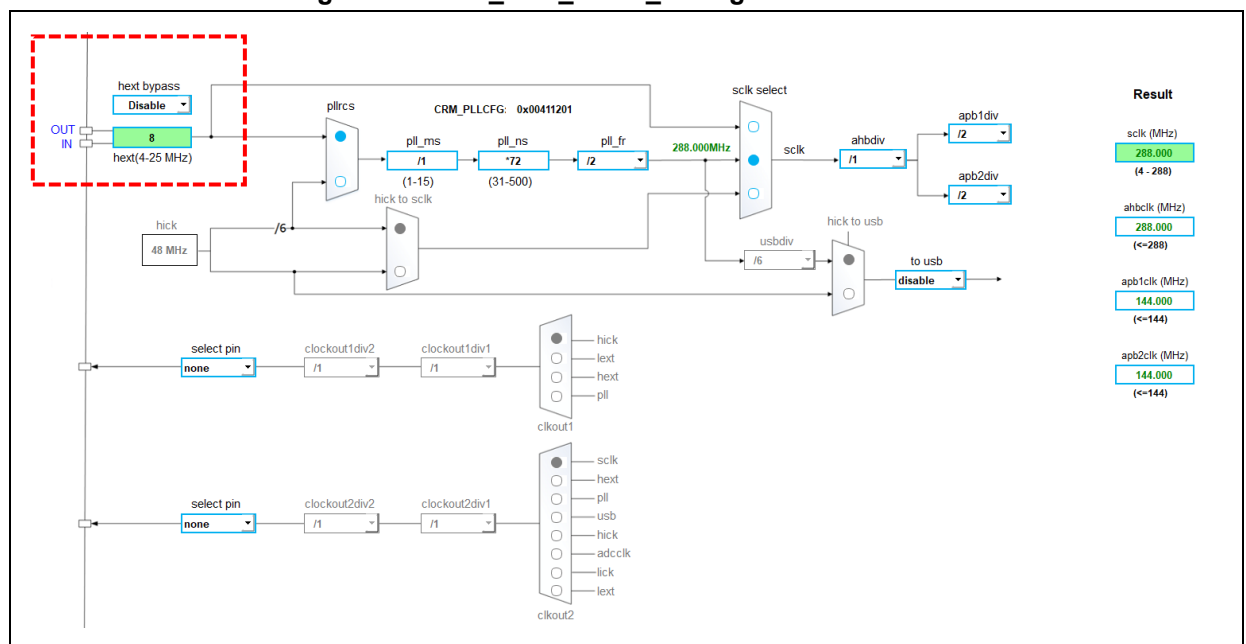 hext bypass
Disable
OUT
IN
8
hext(4-25 MHz)
pllrcs
CRM_PLLCFG: 0x00411201
pll_ms
/1
(1-15)
pll_ns
*72
(31-500)
pll_fr
/2
288.000MHz
sclk select
sclk
ahbdiv
/1
apb1div
/2
apb2div
/2
Result
sclk (MHz)
288.000
(4 - 288)
ahbclk (MHz)
288.000
(<=288)
apb1clk (MHz)
144.000
(<=144)
apb2clk (MHz)
144.000
(<=144)
hick
48 MHz
/6
hick to sclk
usbdiv
/6
hick to usb
to usb
disable
select pin
none
clockout1div2
/1
clockout1div1
/1
hick
lext
hext
pll
clkout1
select pin
none
clockout2div2
/1
clockout2div1
/1
sclk
hext
pll
usb
hick
adcclk
lick
lext
clkout2